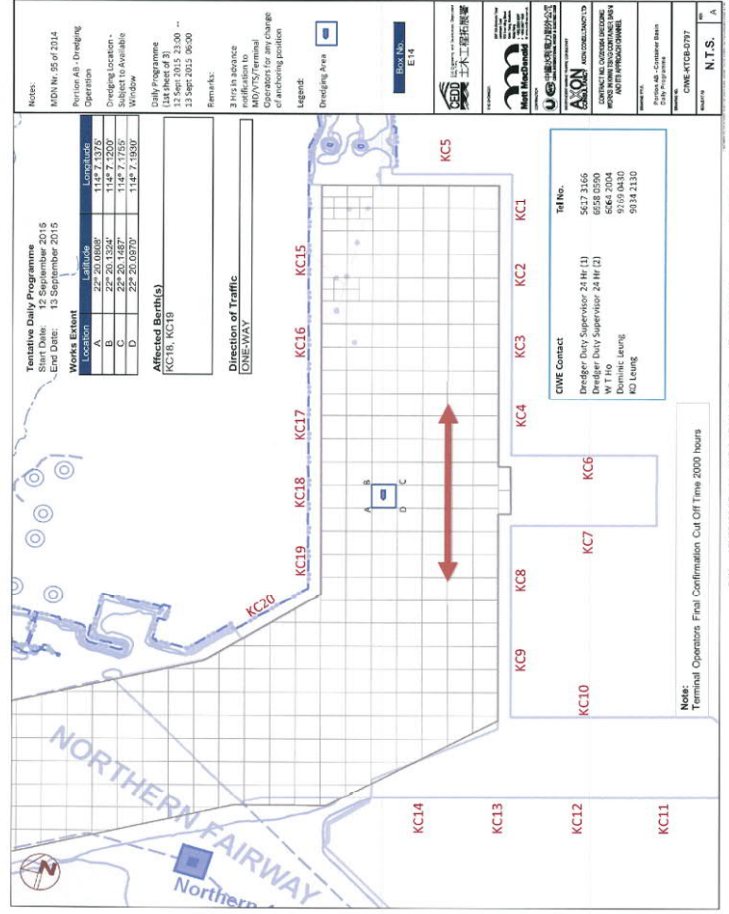 Tentative Daily Programme
Start Date: 12 September 2015
End Date: 13 September 2015
Works Extent
Location Latitude Longitude
A 22° 20.0808' 114° 7.1375'
B 22° 20.1324' 114° 7.1200'
C 22° 20.1487' 114° 7.1755'
D 22° 20.0970' 114° 7.1930'
Affected Berth(s)
KC18, KC19
Direction of Traffic
ONE-WAY
Notes:
MDN Nr. 95 of 2014
Portion AB - Dredging
Operation
Dredging Location -
Subject to Available
Window
Daily Programme
(1st sheet of 3)
12 Sept 2015 23:00 --
13 Sept 2015 06:00
Remarks:
3 Hrs in advance
notification to
MD/VTS/Terminal
Operators for any change
of anchoring position
Legend:
Dredging Area
Box No.
E14
CEDD
土木工程拓展署
Mott MacDonald
AXON
Portion AB - Container Basin
Daily Programme
CIWE-KTCB-D797
N.T.S.
A
N
NORTHERN FAIRWAY
Northern
KC20
KC19
KC18
KC17
KC16
KC15
A
B
C
D
KC5
KC14
KC13
KC12
KC11
KC10
KC9
KC8
KC7
KC6
KC4
KC3
KC2
KC1
CIWE Contact Tel No.
Dredger Duty Supervisor 24 Hr (1) 5617 3166
Dredger Duty Supervisor 24 Hr (2) 6558 0590
W T Ho 6064 2004
Dominic Leung 9269 0430
KO Leung 9034 2130
Note:
Terminal Operators Final Confirmation Cut Off Time 2000 hours